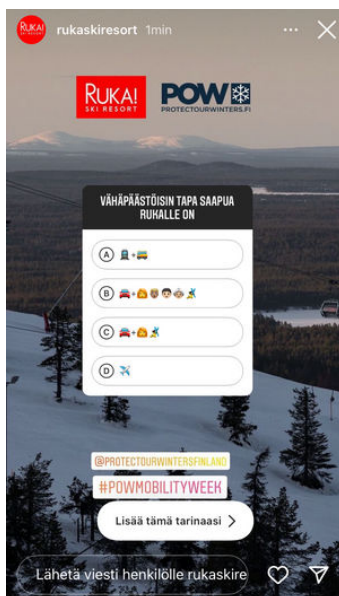 RUKA!
rukaskiresort 1min
RUKA!
SKI RESORT
POW
PROTECTOURWINTERS.FI
VÄHÄPÄÄSTÖISIN TAPA SAAPUA
RUKALLE ON
A
B
C
D
@PROTECTOURWINTERSFINLAND
#POWMOBILITYWEEK
Lisää tämä tarinaasi >
Lähetä viesti henkilölle rukaskire